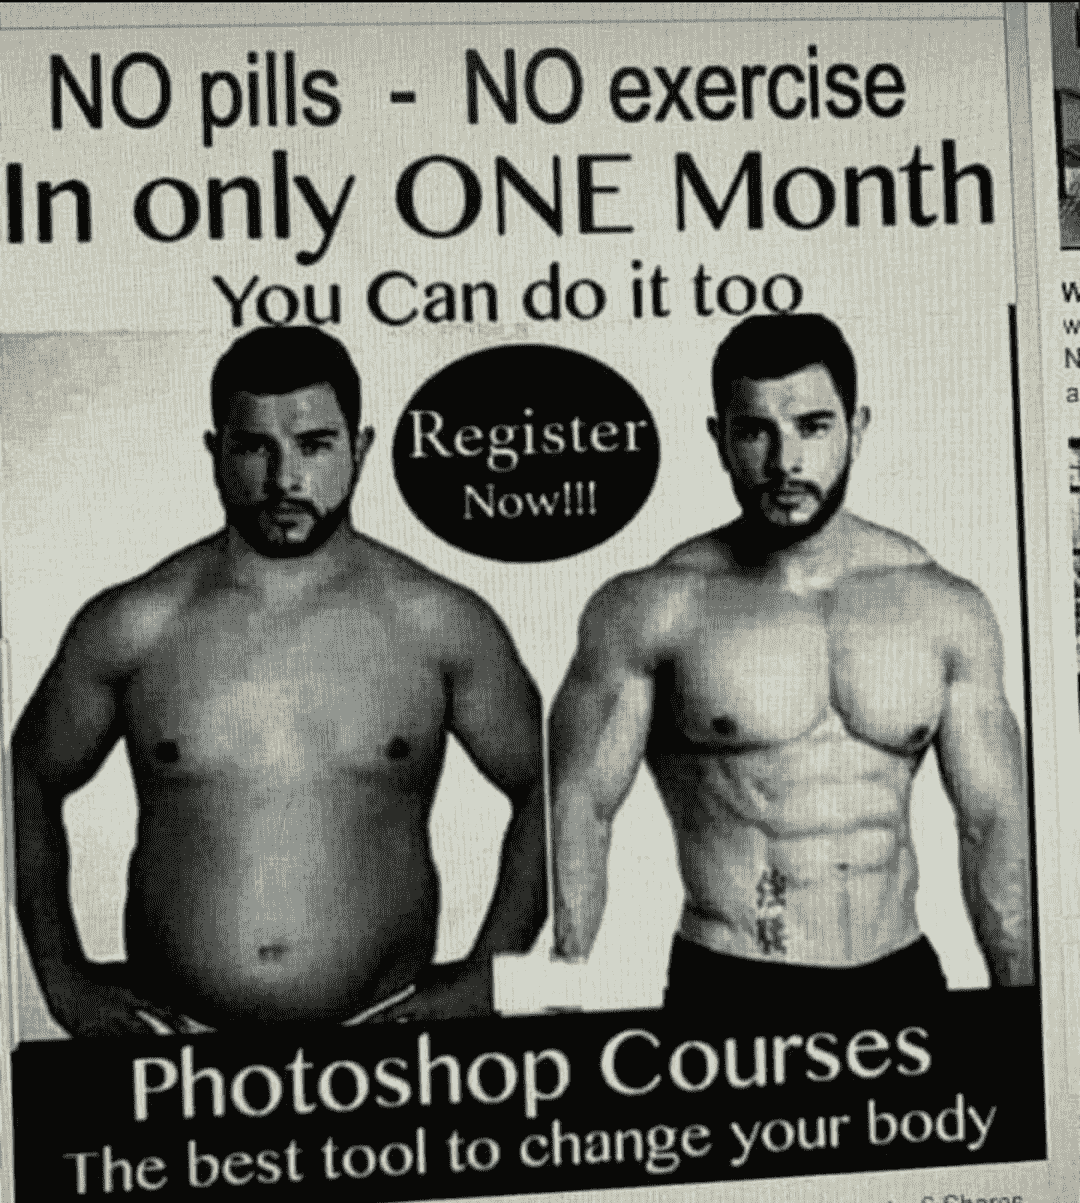 NO pills - NO exercise
In only ONE Month
You Can do it too
Register
Now!!!
Photoshop Courses
The best tool to change your body